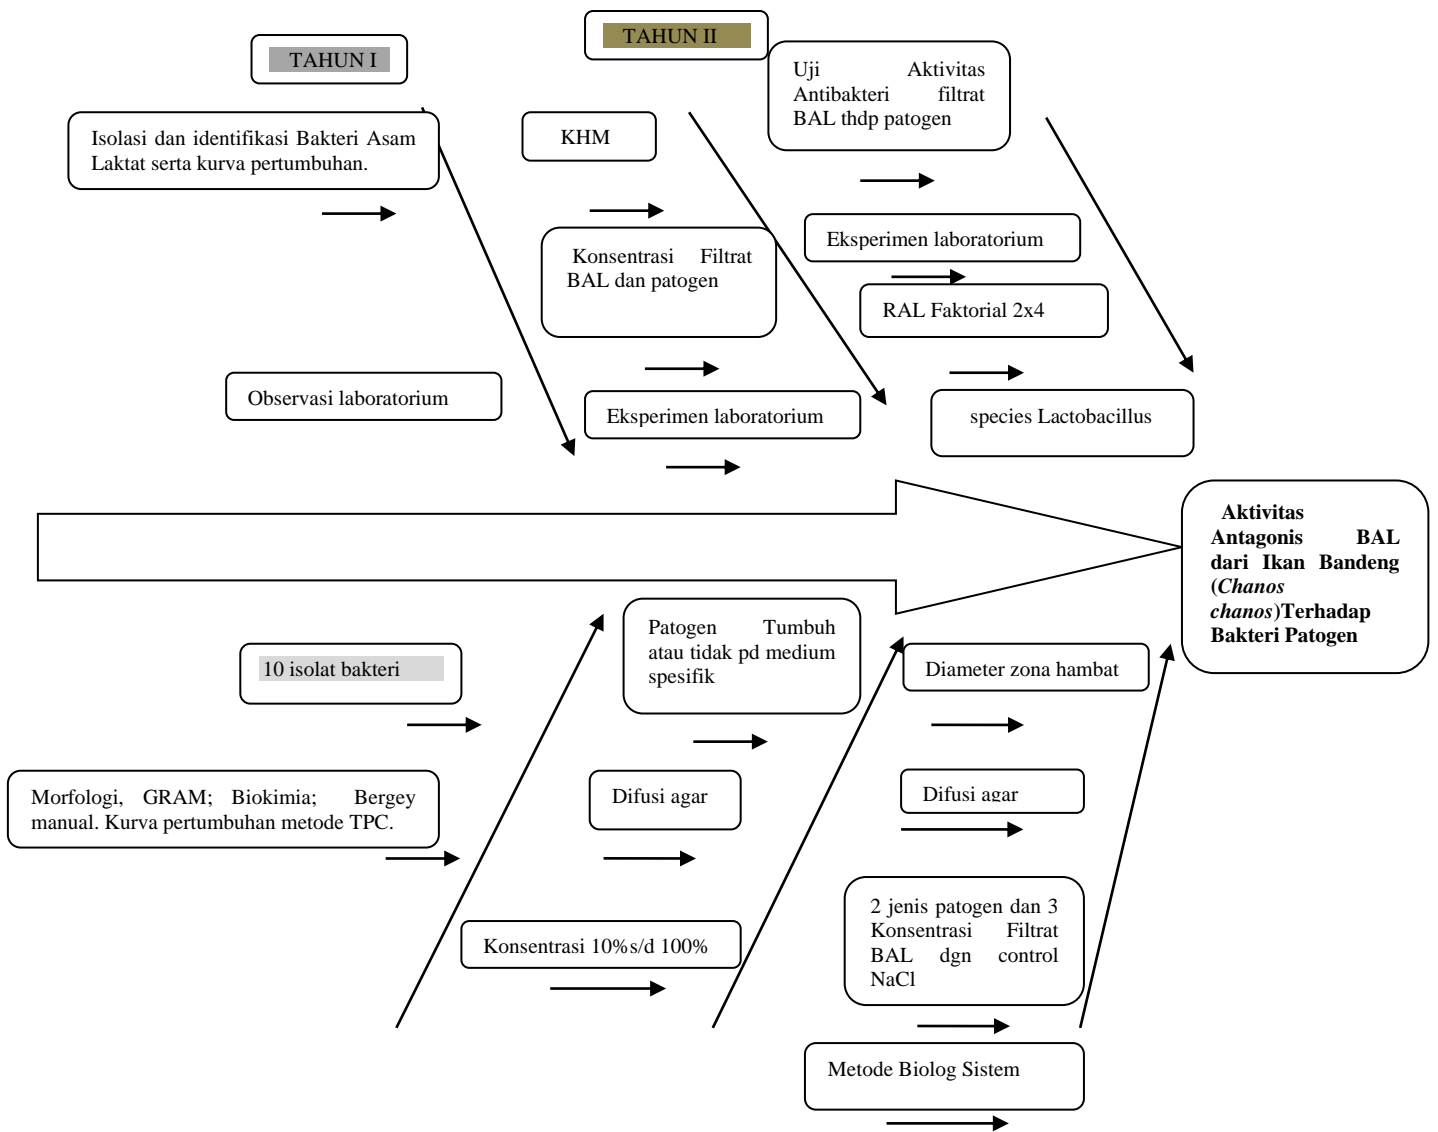 TAHUN I
TAHUN II
Isolasi dan identifikasi Bakteri Asam
Laktat serta kurva pertumbuhan.
KHM
Uji Aktivitas
Antibakteri filtrat
BAL thdp patogen
Konsentrasi Filtrat
BAL dan patogen
Eksperimen laboratorium
RAL Faktorial 2x4
Observasi laboratorium
Eksperimen laboratorium
species Lactobacillus
Aktivitas
Antagonis BAL
dari Ikan Bandeng
(Chanos
chanos)Terhadap
Bakteri Patogen
10 isolat bakteri
Patogen Tumbuh
atau tidak pd medium
spesifik
Diameter zona hambat
Morfologi, GRAM; Biokimia; Bergey
manual. Kurva pertumbuhan metode TPC.
Difusi agar
Difusi agar
Konsentrasi 10%s/d 100%
2 jenis patogen dan 3
Konsentrasi Filtrat
BAL dgn control
NaCl
Metode Biolog Sistem